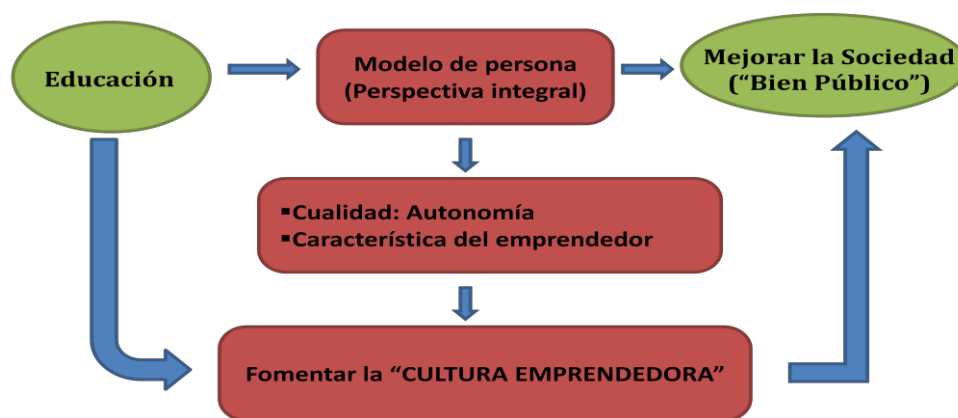 Educación
Modelo de persona
(Perspectiva integral)
Mejorar la Sociedad
(“Bien Público”)
▪Cualidad: Autonomía
▪Característica del emprendedor
Fomentar la “CULTURA EMPRENDEDORA”